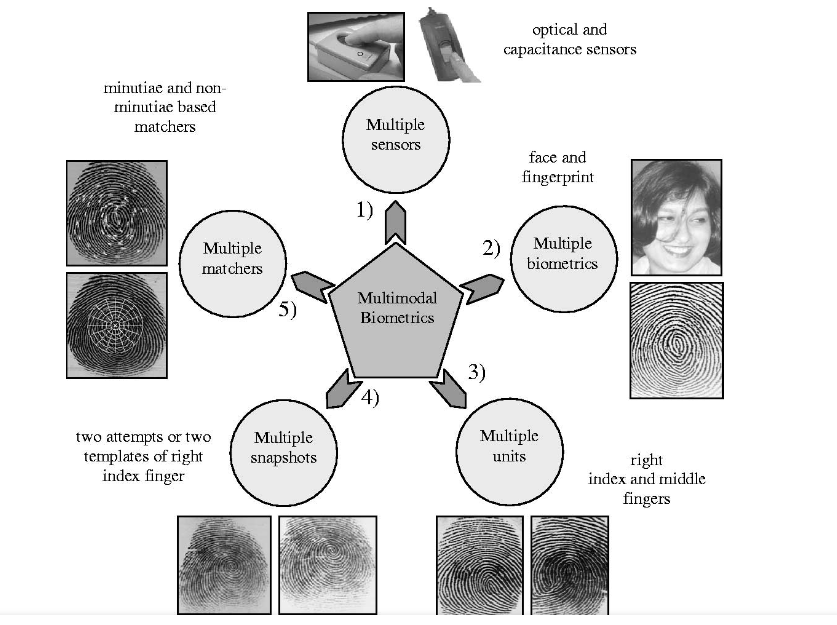 optical and
capacitance sensors
minutiae and non-
minutiae based
matchers
Multiple
sensors
face and
fingerprint
1)
2)
Multiple
biometrics
Multiple
matchers
Multimodal
Biometrics
5)
3)
4)
two attempts or two
templates of right
index finger
Multiple
snapshots
Multiple
units
right
index and middle
fingers